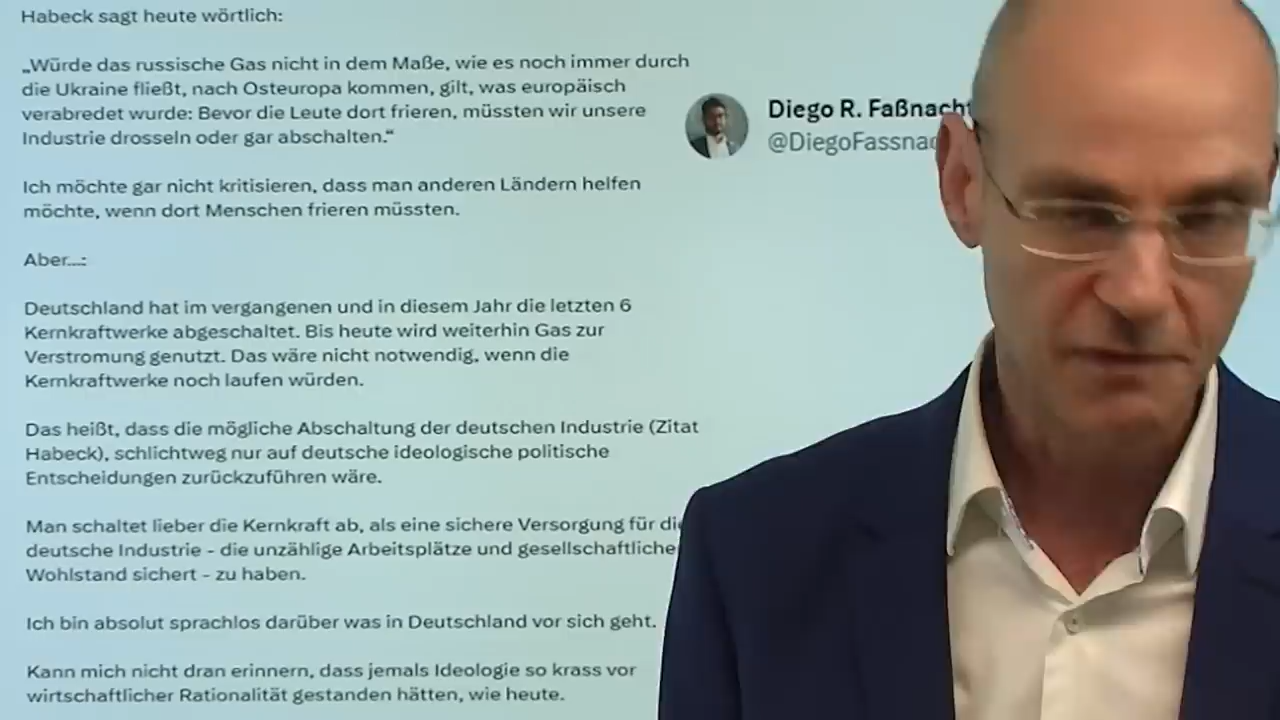 Habeck sagt heute wörtlich:
„Würde das russische Gas nicht in dem Maße, wie es noch immer durch
die Ukraine fließt, nach Osteuropa kommen, gilt, was europäisch
verabredet wurde: Bevor die Leute dort frieren, müssten wir unsere
Industrie drosseln oder gar abschalten.“
Ich möchte gar nicht kritisieren, dass man anderen Ländern helfen
möchte, wenn dort Menschen frieren müssten.
Aber...:
Deutschland hat im vergangenen und in diesem Jahr die letzten 6
Kernkraftwerke abgeschaltet. Bis heute wird weiterhin Gas zur
Verstromung genutzt. Das wäre nicht notwendig, wenn die
Kernkraftwerke noch laufen würden.
Das heißt, dass die mögliche Abschaltung der deutschen Industrie (Zitat
Habeck), schlichtweg nur auf deutsche ideologische politische
Entscheidungen zurückzuführen wäre.
Man schaltet lieber die Kernkraft ab, als eine sichere Versorgung für di
deutsche Industrie - die unzählige Arbeitsplätze und gesellschaftliche
Wohlstand sichert - zu haben.
Ich bin absolut sprachlos darüber was in Deutschland vor sich geht.
Kann mich nicht dran erinnern, dass jemals Ideologie so krass vor
wirtschaftlicher Rationalität gestanden hätten, wie heute.
Diego R. Faßnacht
@DiegoFassnac